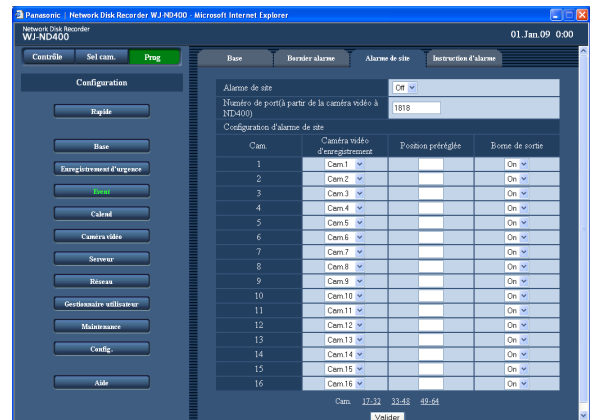 Panasonic | Network Disk Recorder WJ-ND400 - Microsoft Internet Explorer
Network Disk Recorder
WJ-ND400
01.Jan.09 0:00
Contrôle Sel cam. Prog
Configuration
Rapide
Base
Enregistrement d'urgence
Event
Calend
Caméra vidéo
Serveur
Réseau
Gestionnaire utilisateur
Maintenance
Config.
Aide
Base Bornier alarme Alarme de site Instruction d'alarme
Alarme de site Off
Numéro de port(à partir de la caméra vidéo à
ND400) 1818
Configuration d'alarme de site
Cam. Caméra vidéo d'enregistrement Position préréglée Borne de sortie
1 Cam.1 On
2 Cam.2 On
3 Cam.3 On
4 Cam.4 On
5 Cam.5 On
6 Cam.6 On
7 Cam.7 On
8 Cam.8 On
9 Cam.9 On
10 Cam.10 On
11 Cam.11 On
12 Cam.12 On
13 Cam.13 On
14 Cam.14 On
15 Cam.15 On
16 Cam.16 On
Cam. 17-32 33-48 49-64
Valider